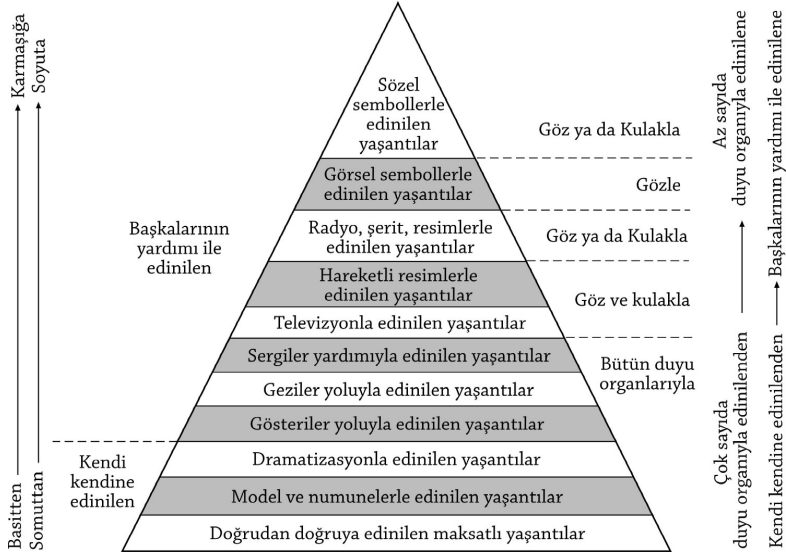 Basitten
Karmaşığa
Somuttan
Soyuta
Başkalarının
yardımı ile
edinilen
Kendi
kendine
edinilen
Sözel
sembollerle
edinilen
yaşantılar
Görsel sembollerle
edinilen yaşantılar
Radyo, şerit, resimlerle
edinilen yaşantılar
Hareketli resimlerle
edinilen yaşantılar
Televizyonla edinilen yaşantılar
Sergiler yardımıyla edinilen yaşantılar
Geziler yoluyla edinilen yaşantılar
Gösteriler yoluyla edinilen yaşantılar
Dramatizasyonla edinilen yaşantılar
Model ve numunelerle edinilen yaşantılar
Doğrudan doğruya edinilen maksatlı yaşantılar
Göz ya da Kulakla
Gözle
Göz ya da Kulakla
Göz ve kulakla
Bütün duyu
organlarıyla
Çok sayıda
duyu organıyla edinilenden
Az sayıda
duyu organıyla edinilene
Kendi kendine edinilenden
Başkalarının yardımı ile edinilene